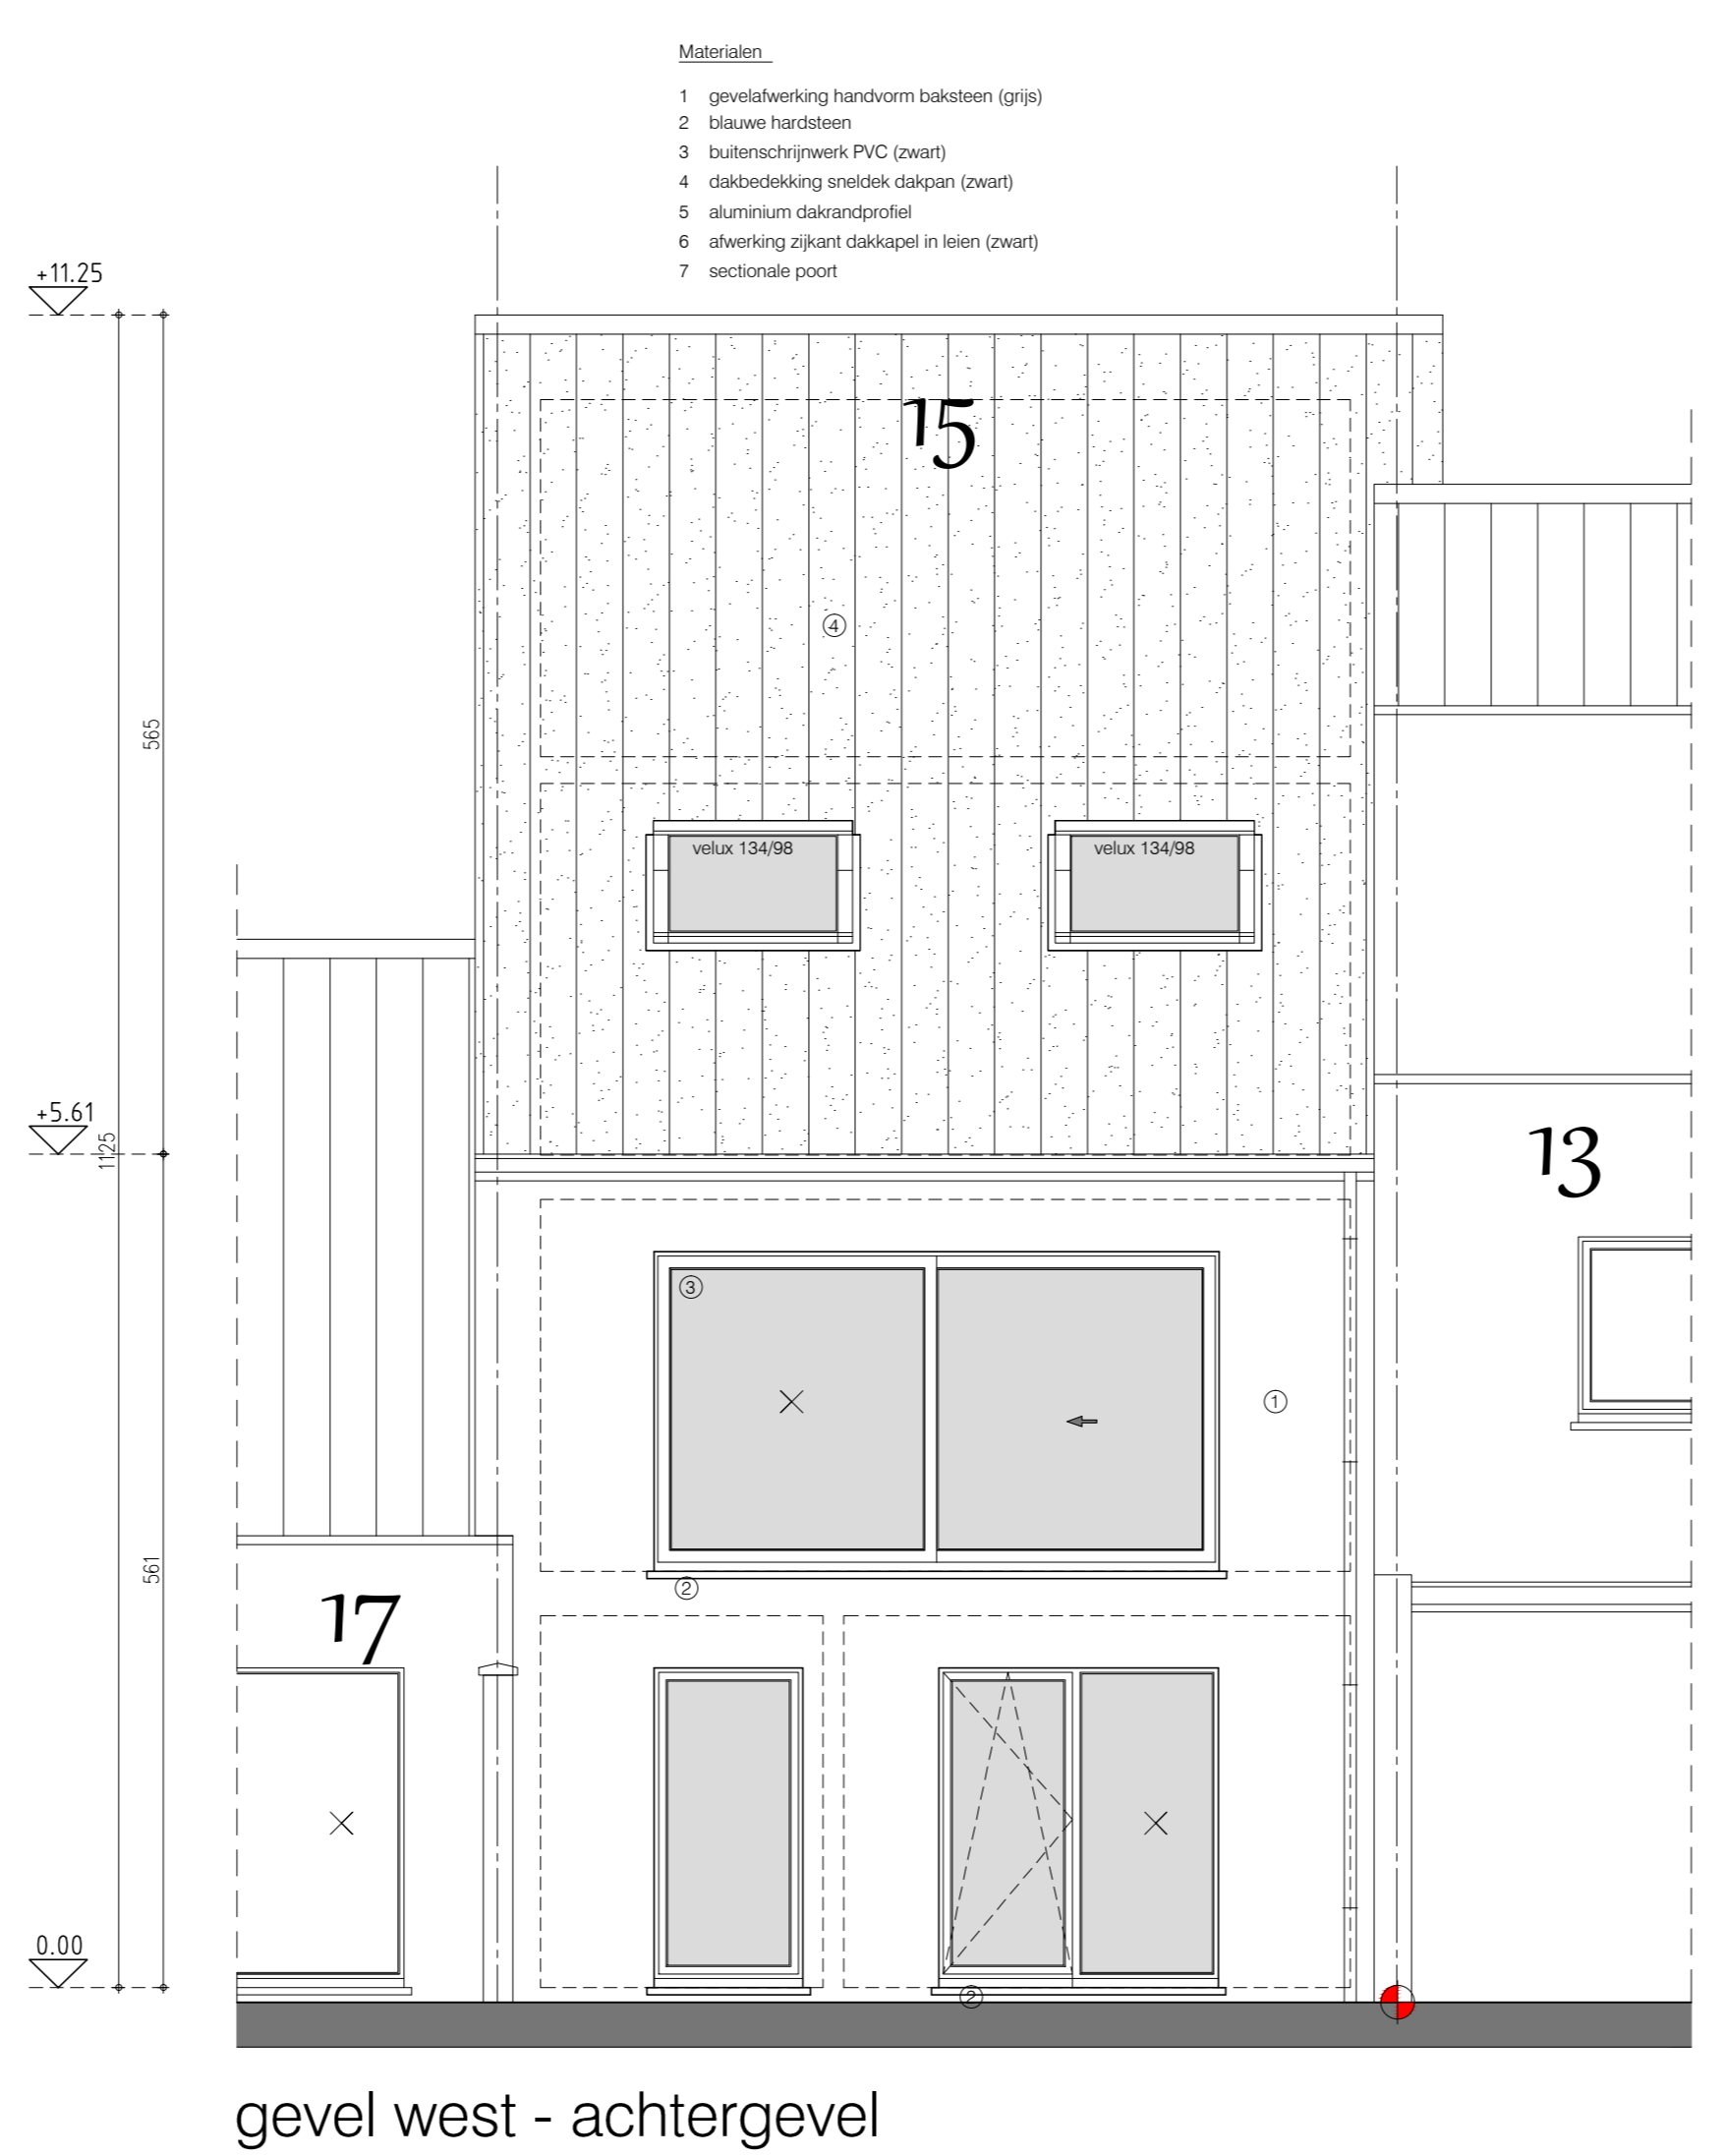 Materialen
1 gevelafwerking handvorm baksteen (grijs)
2 blauwe hardsteen
3 buitenschrijnwerk PVC (zwart)
4 dakbedekking sneldek dakpan (zwart)
5 aluminium dakrandprofiel
6 afwerking zijkant dakkapel in leien (zwart)
7 sectionale poort
+11.25
15
4
565
velux 134/98 velux 134/98
+5.61
1125
13
3
1
561
2
17
0.00
2
gevel west - achtergevel